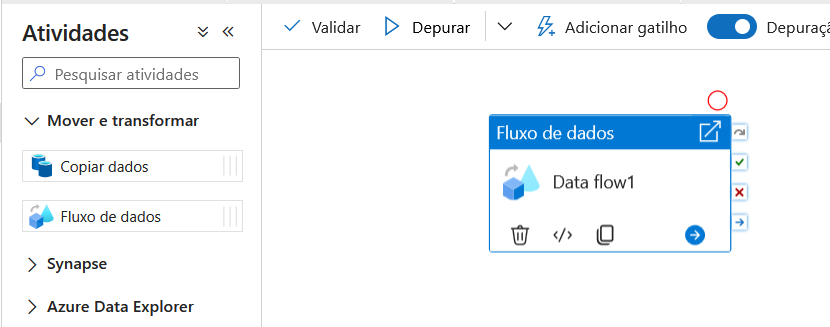 Atividades
Pesquisar atividades
Mover e transformar
Copiar dados
Fluxo de dados
Synapse
Azure Data Explorer
Validar
Depurar
Adicionar gatilho
Fluxo de dados
Data flow1